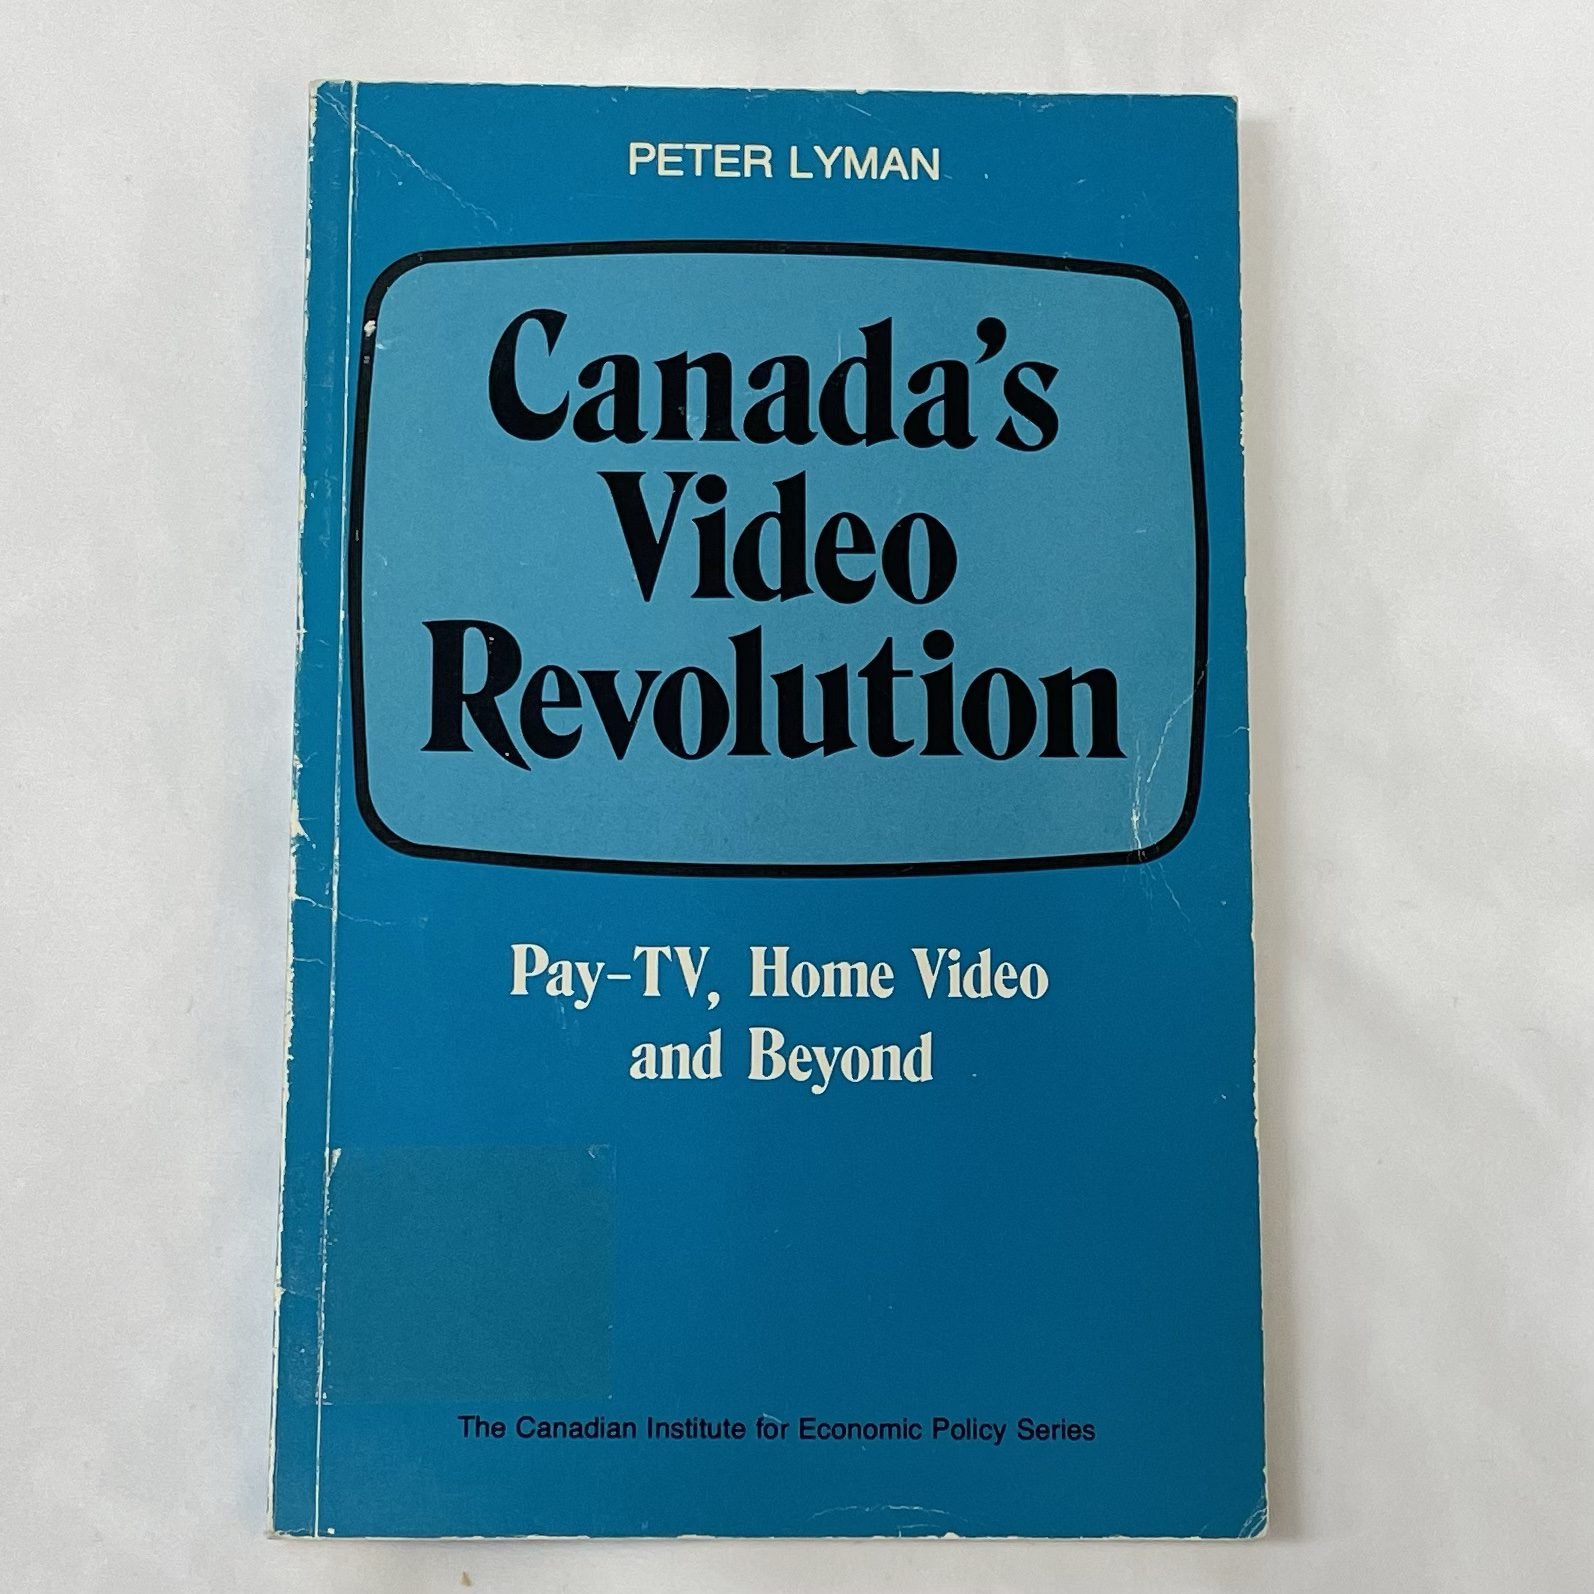 PETER LYMAN
Canada's
Video
Revolution
Pay-TV, Home Video
and Beyond
The Canadian Institute for Economic Policy Series